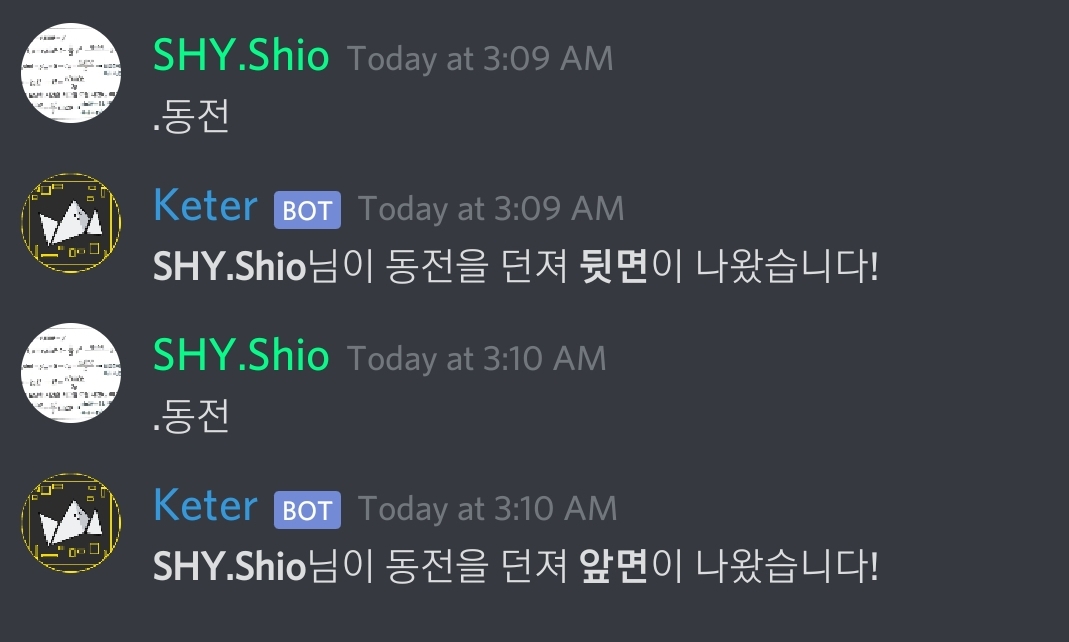 SHY.Shio Today at 3:09 AM
.동전
Keter BOT Today at 3:09 AM
SHY.Shio님이 동전을 던져 뒷면이 나왔습니다!
SHY.Shio Today at 3:10 AM
.동전
Keter BOT Today at 3:10 AM
SHY.Shio님이 동전을 던져 앞면이 나왔습니다!